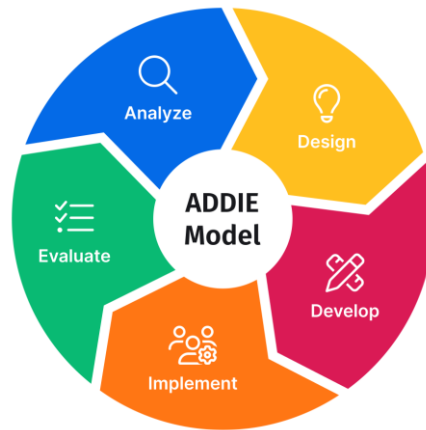 ADDIE
Model
Analyze
Design
Develop
Implement
Evaluate